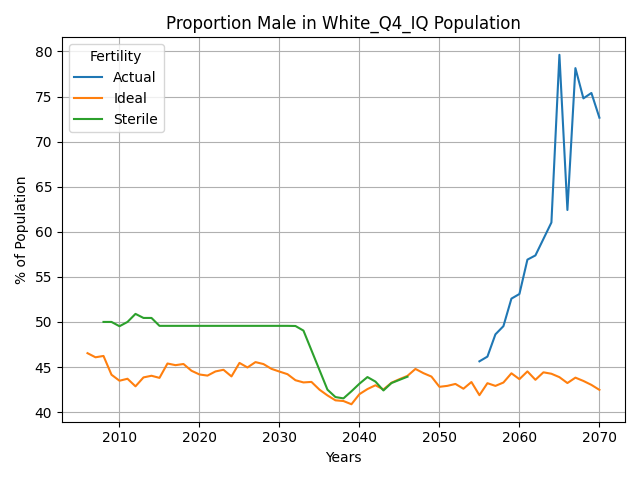 Proportion Male in White_Q4_IQ Population
Fertility
Actual
Ideal
Sterile
% of Population
80
75
70
65
60
55
50
45
40
2010
2020
2030
2040
2050
2060
2070
Years